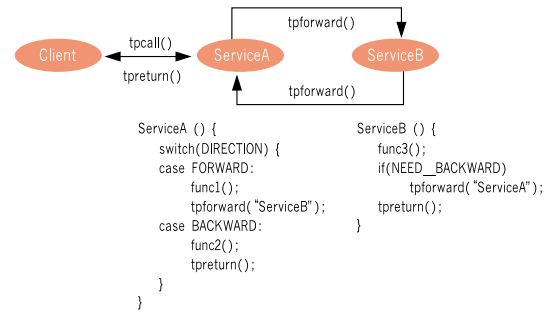 tpforward()
tpcall()
Client
ServiceA
ServiceB
tpreturn()
tpforward()
ServiceA () {
switch(DIRECTION) {
case FORWARD:
func1();
tpforward("ServiceB");
case BACKWARD:
func2();
tpreturn();
}
}
ServiceB () {
func3();
if(NEED__BACKWARD)
tpforward("ServiceA");
tpreturn();
}